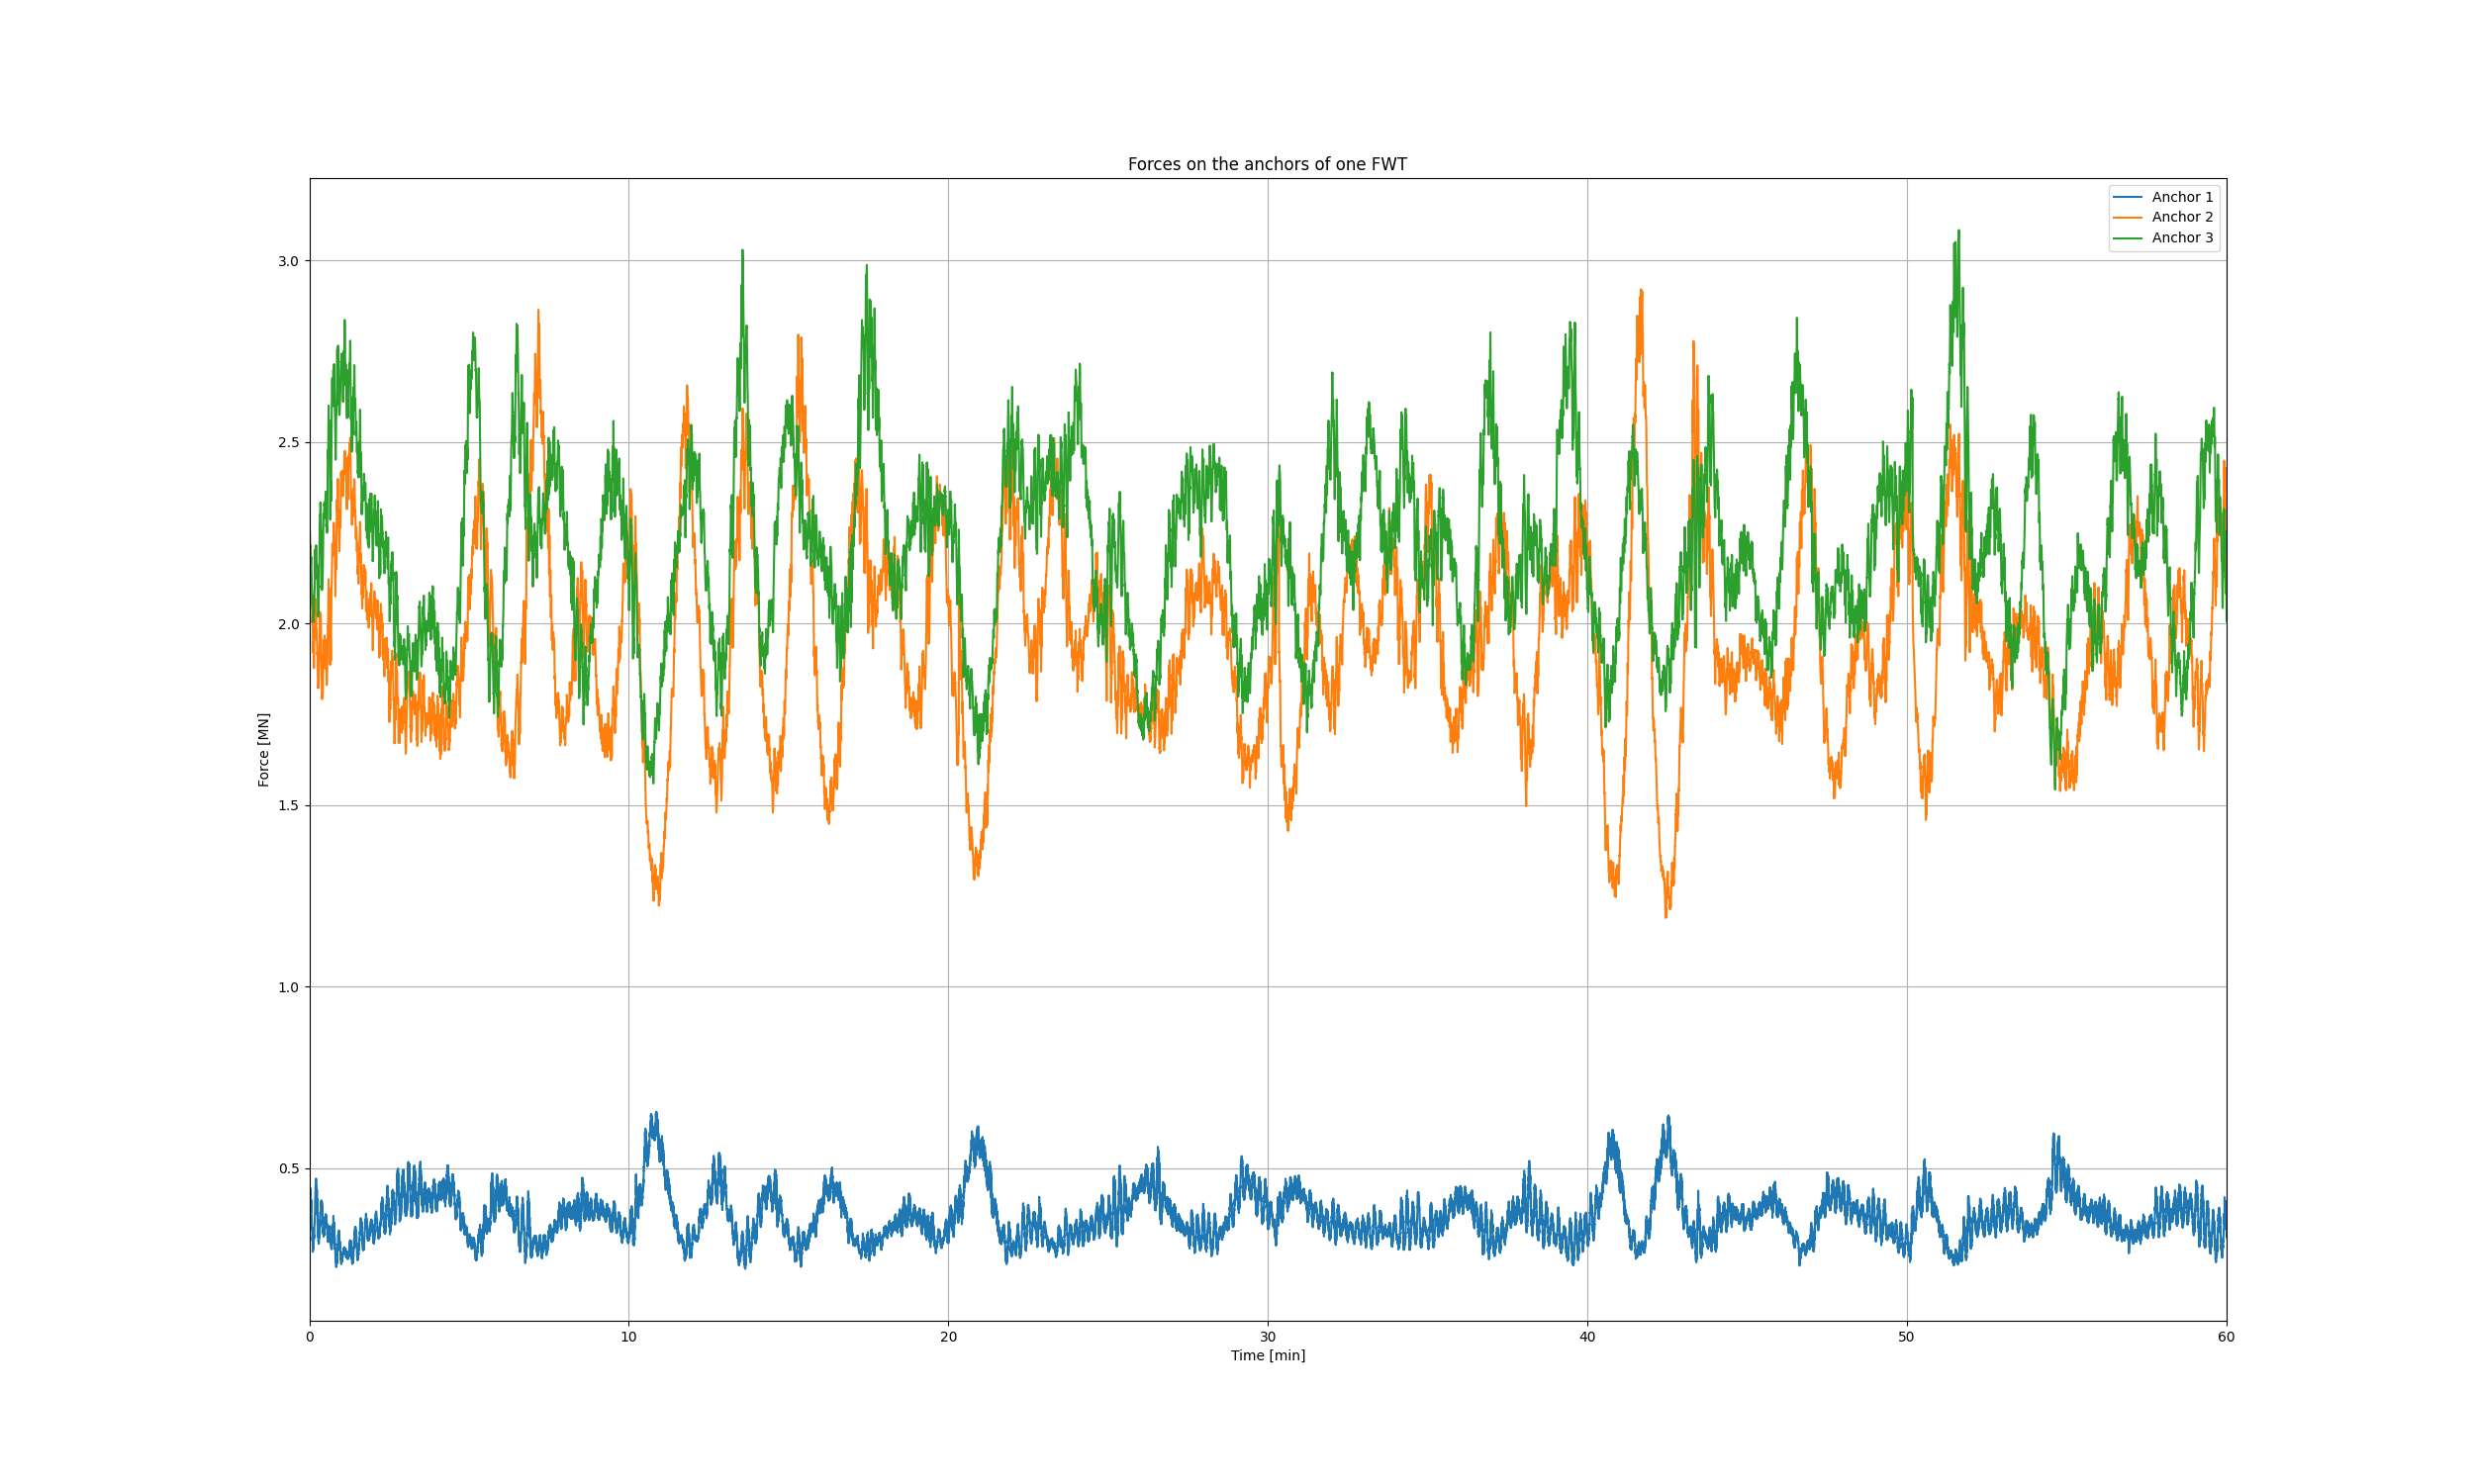 Forces on the anchors of one FWT
Anchor 1
Anchor 2
Anchor 3
Force [MN]
3.0
2.5
2.0
1.5
1.0
0.5
0 10 20 30 40 50 60
Time [min]